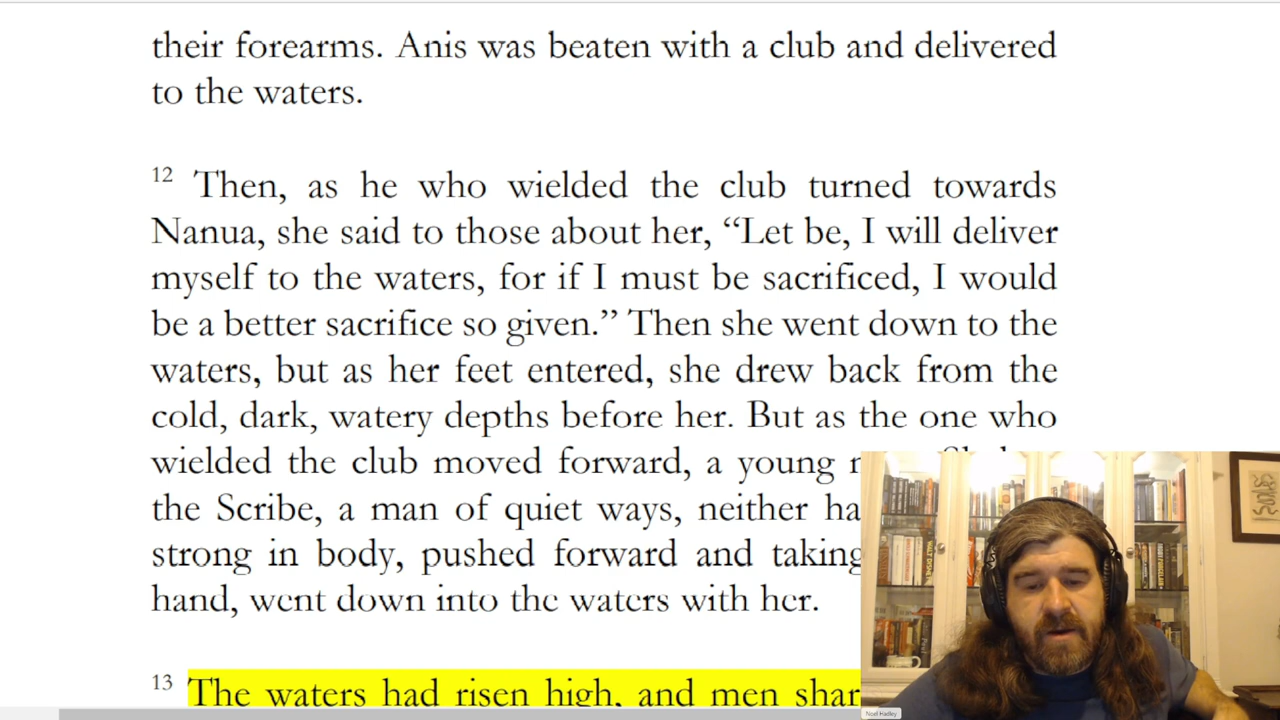 their forearms. Anis was beaten with a club and delivered
to the waters.
12 Then, as he who wielded the club turned towards
Nanua, she said to those about her, “Let be, I will deliver
myself to the waters, for if I must be sacrificed, I would
be a better sacrifice so given.” Then she went down to the
waters, but as her feet entered, she drew back from the
cold, dark, watery depths before her. But as the one who
wielded the club moved forward, a young
the Scribe, a man of quiet ways, neither
strong in body, pushed forward and taking
hand, went down into the waters with her.
13 The waters had risen high, and men
Noel Hadley